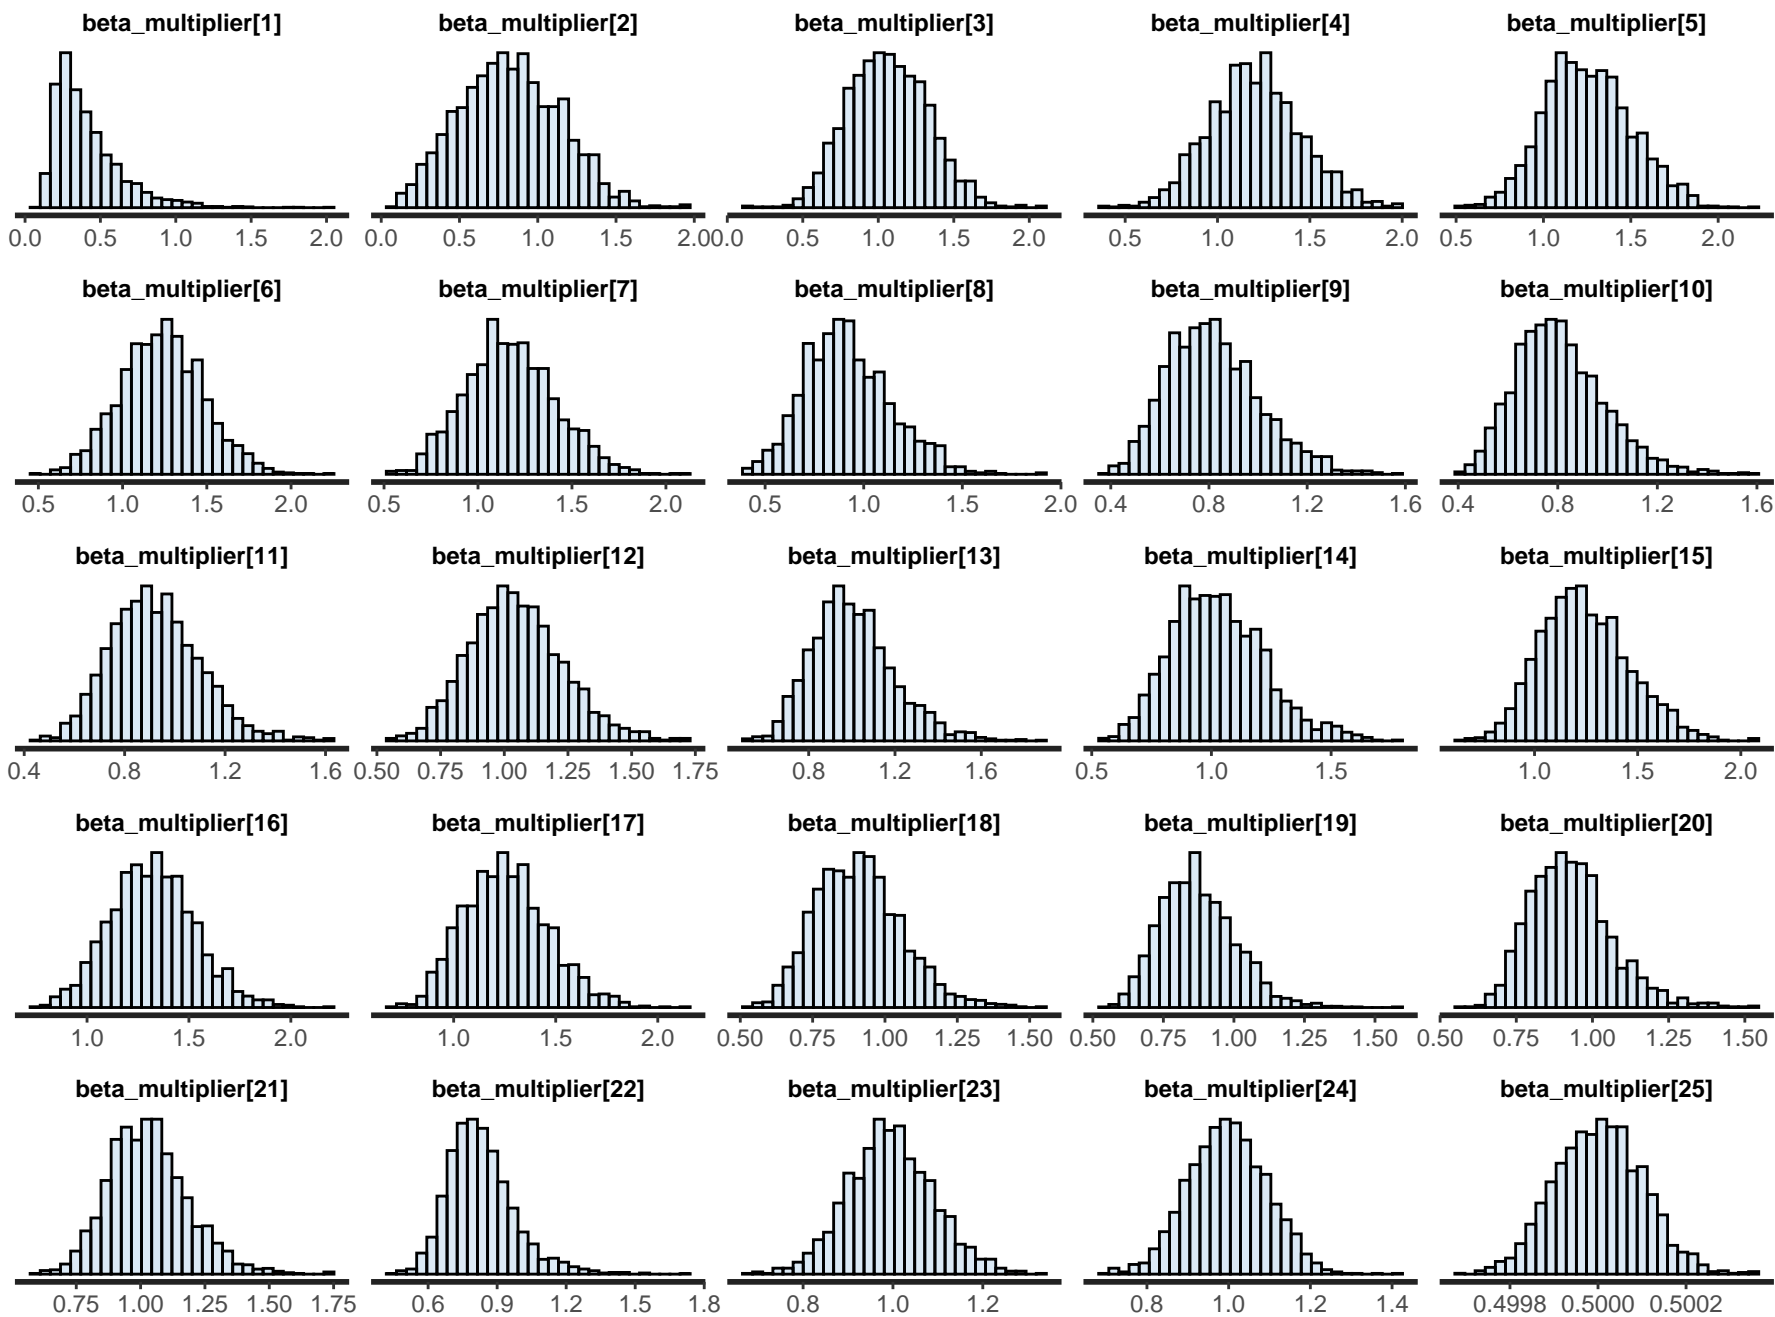 beta_multiplier[1] beta_multiplier[2] beta_multiplier[3] beta_multiplier[4] beta_multiplier[5]
0.0 0.5 1.0 1.5 2.0 0.0 0.5 1.0 1.5 2.00.0 0.5 1.0 1.5 2.0 0.5 1.0 1.5 2.0 0.5 1.0 1.5 2.0
beta_multiplier[6] beta_multiplier[7] beta_multiplier[8] beta_multiplier[9] beta_multiplier[10]
0.5 1.0 1.5 2.0 0.5 1.0 1.5 2.0 0.5 1.0 1.5 2.0 0.4 0.8 1.2 1.6 0.4 0.8 1.2 1.6
beta_multiplier[11] beta_multiplier[12] beta_multiplier[13] beta_multiplier[14] beta_multiplier[15]
0.4 0.8 1.2 1.6 0.50 0.75 1.00 1.25 1.50 1.75 0.8 1.2 1.6 0.5 1.0 1.5 1.0 1.5 2.0
beta_multiplier[16] beta_multiplier[17] beta_multiplier[18] beta_multiplier[19] beta_multiplier[20]
1.0 1.5 2.0 1.0 1.5 2.0 0.50 0.75 1.00 1.25 1.50 0.50 0.75 1.00 1.25 1.50 0.50 0.75 1.00 1.25 1.50
beta_multiplier[21] beta_multiplier[22] beta_multiplier[23] beta_multiplier[24] beta_multiplier[25]
0.75 1.00 1.25 1.50 1.75 0.6 0.9 1.2 1.5 1.8 0.8 1.0 1.2 0.8 1.0 1.2 1.4 0.4998 0.5000 0.5002